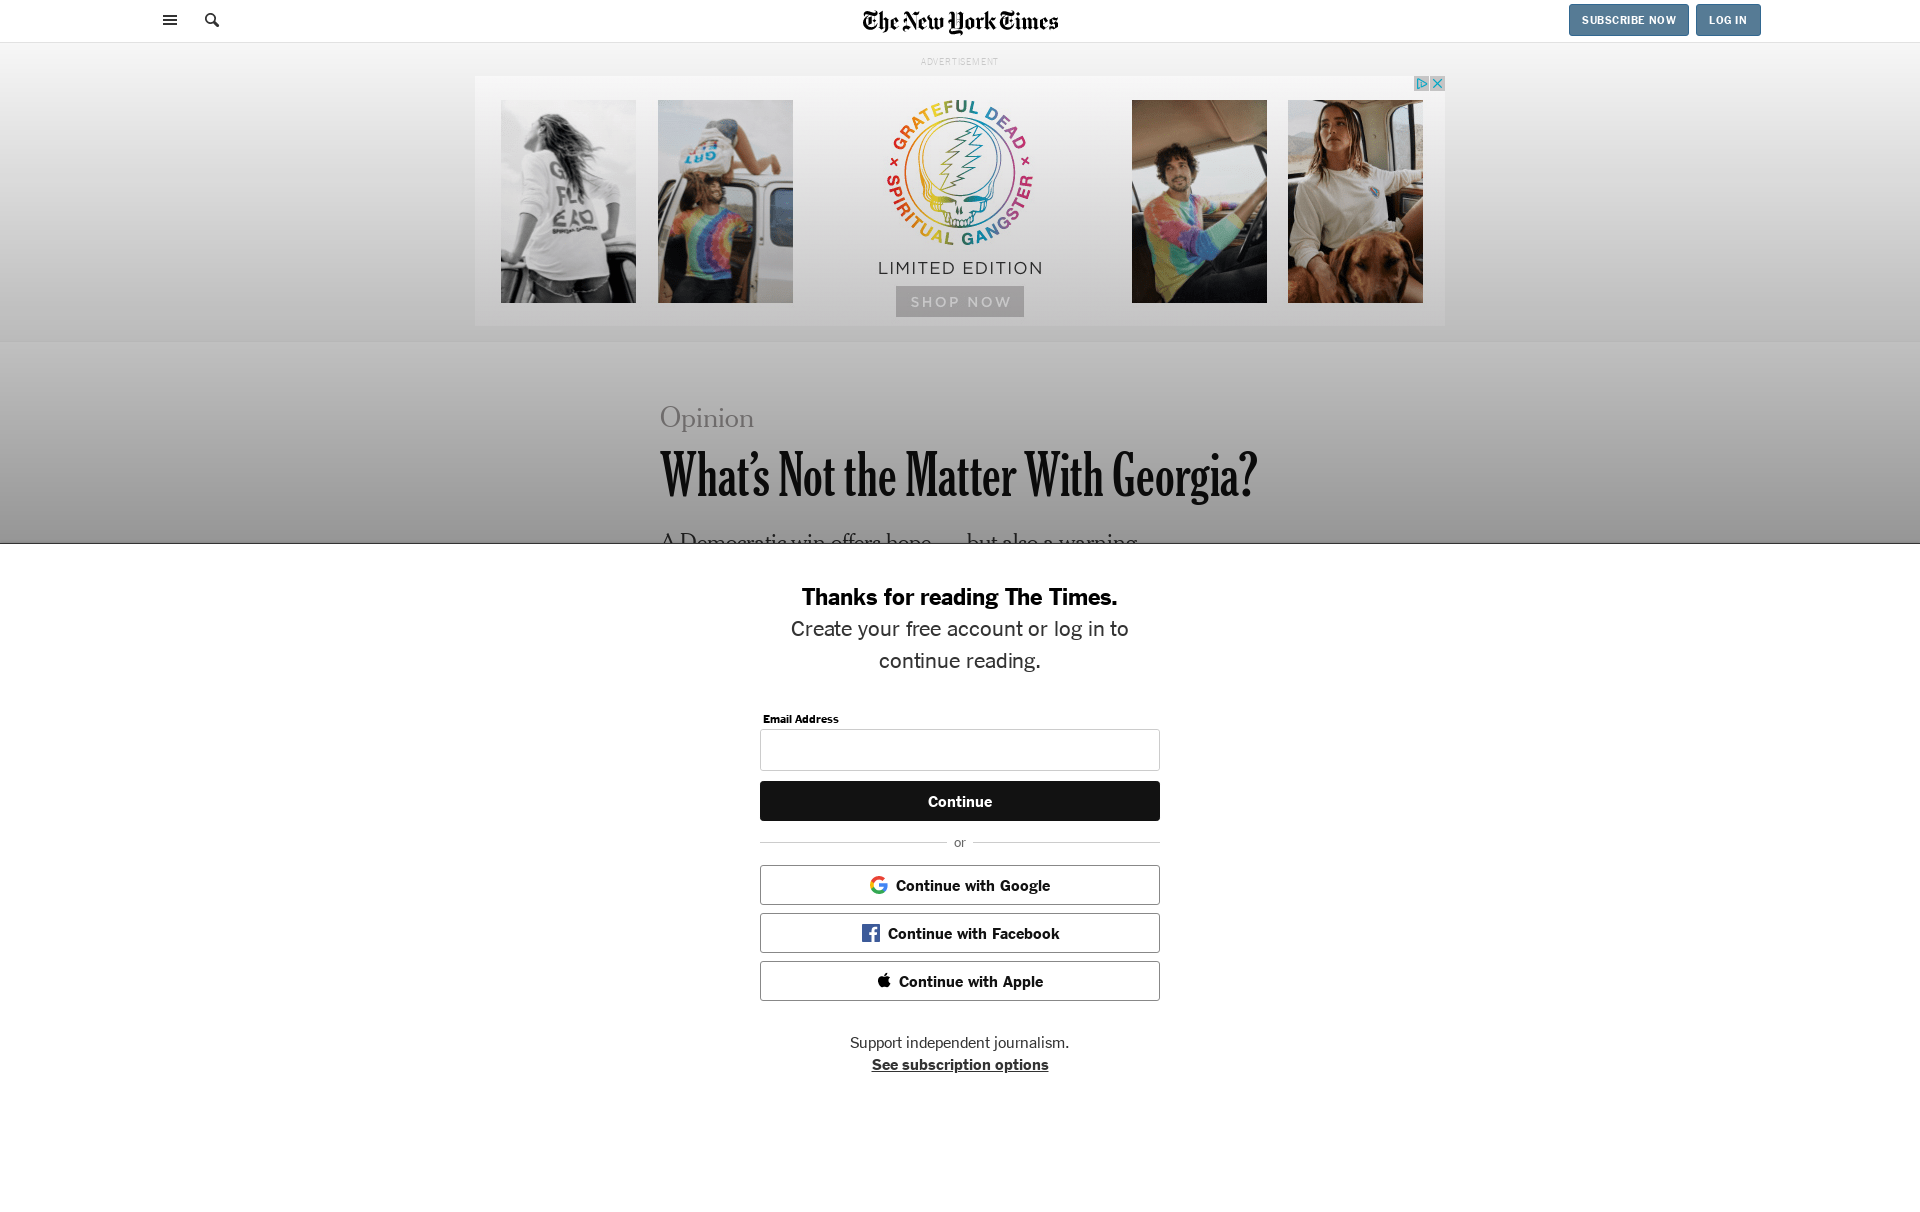 The New York Times
SUBSCRIBE NOW
LOG IN
ADVERTISEMENT
GRATEFUL DEAD × SPIRITUAL GANGSTER ×
LIMITED EDITION
SHOP NOW
Opinion
What’s Not the Matter With Georgia?
A Democratic win offers hope — but also a warning.
Thanks for reading The Times.
Create your free account or log in to
continue reading.
Email Address
Continue
or
Continue with Google
Continue with Facebook
Continue with Apple
Support independent journalism.
See subscription options